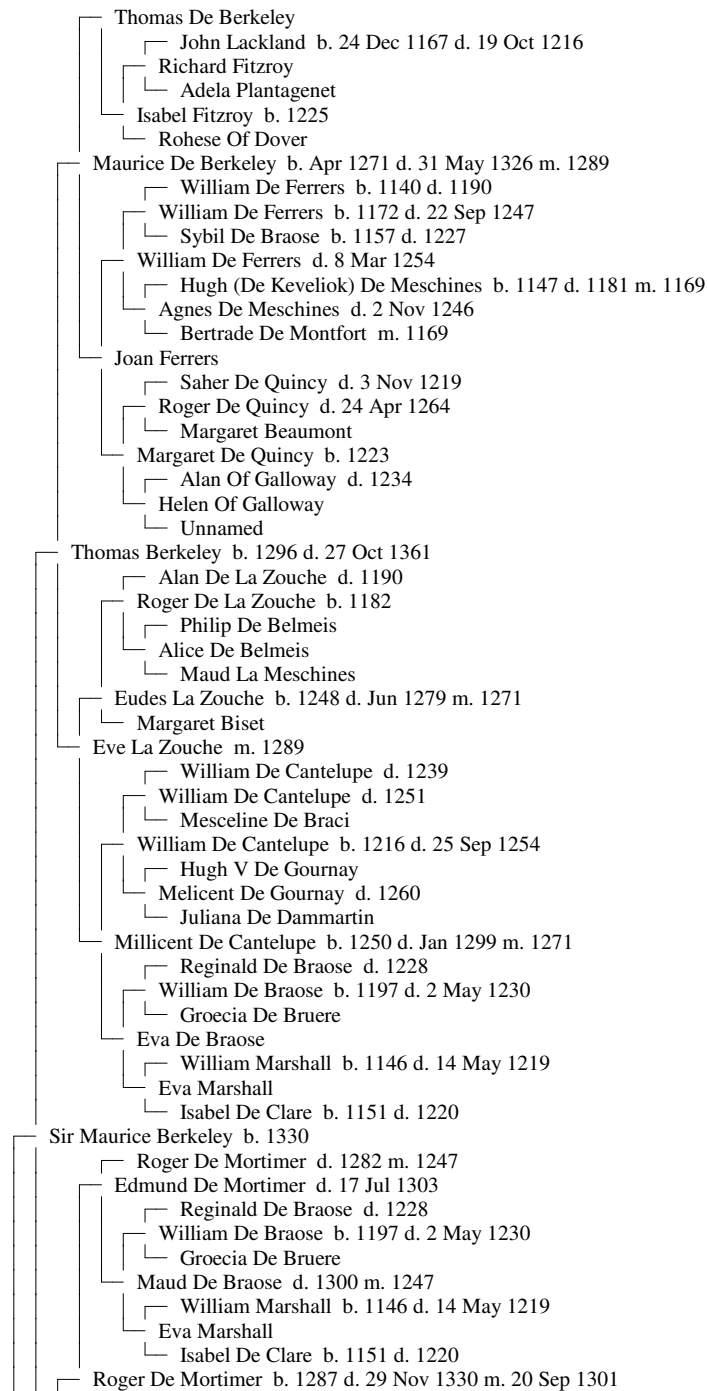 Thomas De Berkeley
John Lackland b. 24 Dec 1167 d. 19 Oct 1216
Richard Fitzroy
Adela Plantagenet
Isabel Fitzroy b. 1225
Rohese Of Dover
Maurice De Berkeley b. Apr 1271 d. 31 May 1326 m. 1289
William De Ferrers b. 1140 d. 1190
William De Ferrers b. 1172 d. 22 Sep 1247
Sybil De Braose b. 1157 d. 1227
William De Ferrers d. 8 Mar 1254
Hugh (De Keveliok) De Meschines b. 1147 d. 1181 m. 1169
Agnes De Meschines d. 2 Nov 1246
Bertrade De Montfort m. 1169
Joan Ferrers
Saher De Quincy d. 3 Nov 1219
Roger De Quincy d. 24 Apr 1264
Margaret Beaumont
Margaret De Quincy b. 1223
Alan Of Galloway d. 1234
Helen Of Galloway
Unnamed
Thomas Berkeley b. 1296 d. 27 Oct 1361
Alan De La Zouche d. 1190
Roger De La Zouche b. 1182
Philip De Belmeis
Alice De Belmeis
Maud La Meschines
Eudes La Zouche b. 1248 d. Jun 1279 m. 1271
Margaret Biset
Eve La Zouche m. 1289
William De Cantelupe d. 1239
William De Cantelupe d. 1251
Mesceline De Braci
William De Cantelupe b. 1216 d. 25 Sep 1254
Hugh V De Gournay
Melicent De Gournay d. 1260
Juliana De Dammartin
Millicent De Cantelupe b. 1250 d. Jan 1299 m. 1271
Reginald De Braose d. 1228
William De Braose b. 1197 d. 2 May 1230
Groecia De Bruere
Eva De Braose
William Marshall b. 1146 d. 14 May 1219
Eva Marshall
Isabel De Clare b. 1151 d. 1220
Sir Maurice Berkeley b. 1330
Roger De Mortimer d. 1282 m. 1247
Edmund De Mortimer d. 17 Jul 1303
Reginald De Braose d. 1228
William De Braose b. 1197 d. 2 May 1230
Groecia De Bruere
Maud De Braose d. 1300 m. 1247
William Marshall b. 1146 d. 14 May 1219
Eva Marshall
Isabel De Clare b. 1151 d. 1220
Roger De Mortimer b. 1287 d. 29 Nov 1330 m. 20 Sep 1301